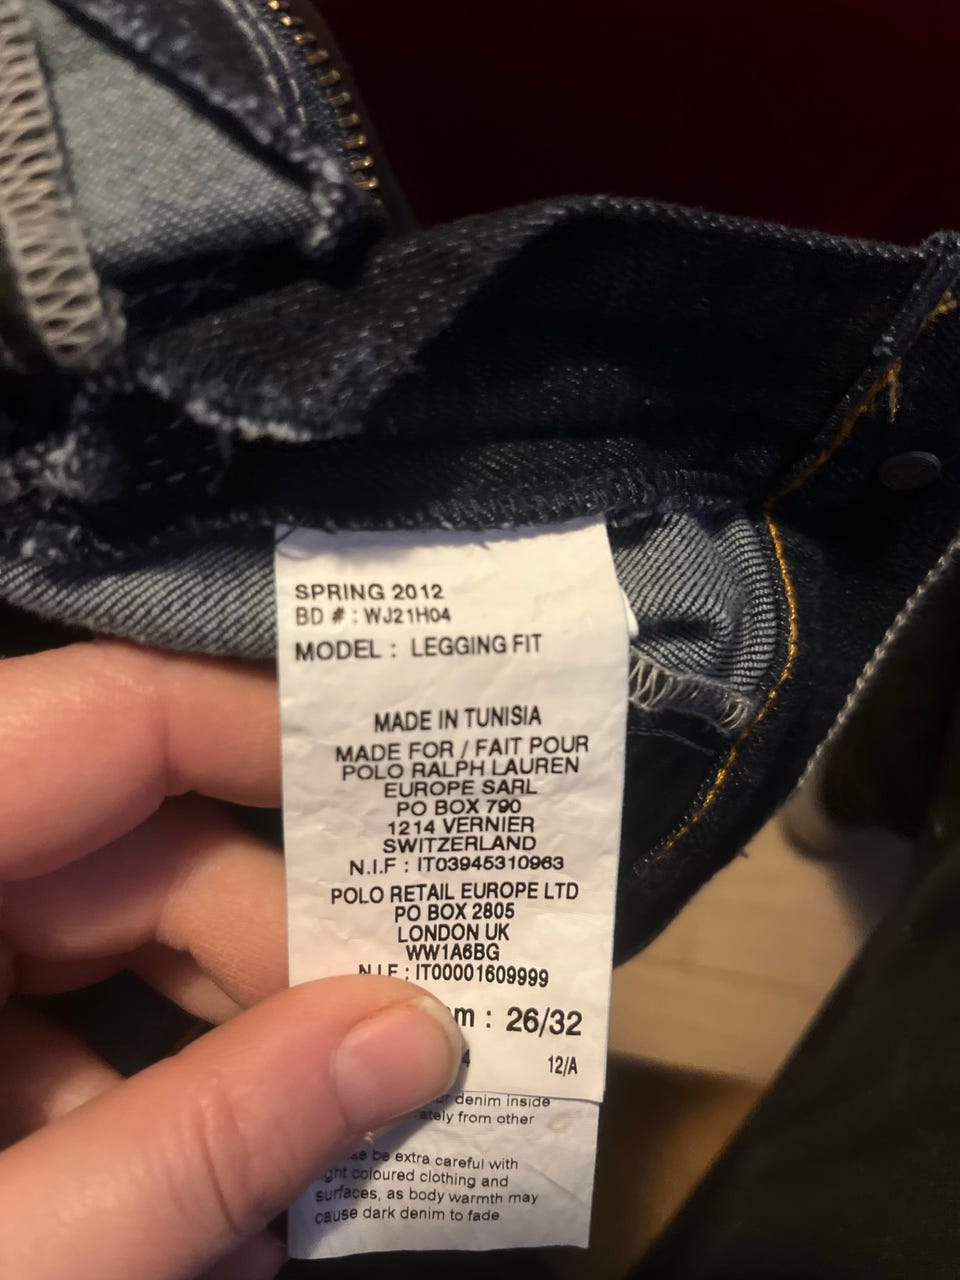 SPRING 2012
BD # : WJ21H04
MODEL : LEGGING FIT
MADE IN TUNISIA
MADE FOR / FAIT POUR
POLO RALPH LAUREN
EUROPE SARL
PO BOX 790
1214 VERNIER
SWITZERLAND
N.I.F : IT03945310963
POLO RETAIL EUROPE LTD
PO BOX 2805
LONDON UK
WW1A6BG
N.I.F : IT00001609999
m : 26/32
4 12/A
denim inside
from other
be extra careful with
coloured clothing and
surfaces, as body warmth may
cause dark denim to fade.